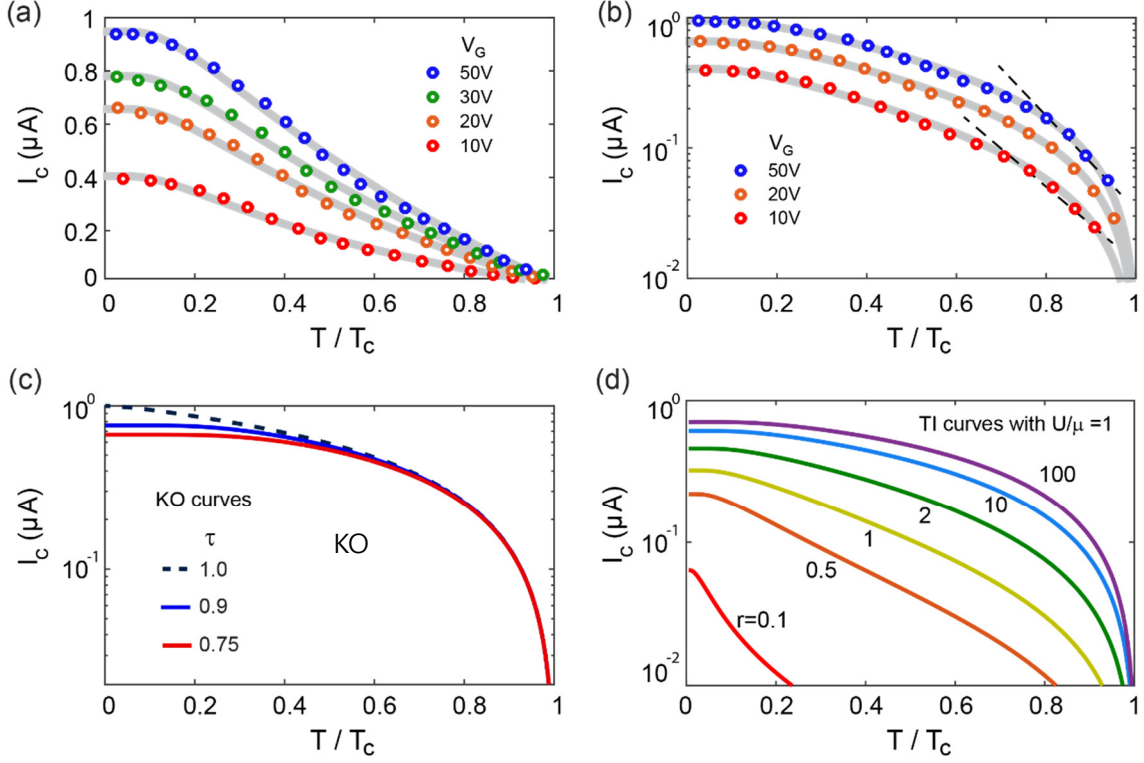 (a)
I_c (μA)
1
0.8
0.6
0.4
0.2
0
V_G
50V
30V
20V
10V
0 0.2 0.4 0.6 0.8 1
T / T_c
(b)
I_c (μA)
10^0
10^-1
10^-2
V_G
50V
20V
10V
0 0.2 0.4 0.6 0.8 1
T / T_c
(c)
I_c (μA)
10^0
10^-1
KO curves
τ
1.0
0.9
0.75
KO
0 0.2 0.4 0.6 0.8 1
T / T_c
(d)
I_c (μA)
10^0
10^-1
10^-2
TI curves with U/μ =1
100
10
2
1
0.5
r=0.1
0 0.2 0.4 0.6 0.8 1
T / T_c